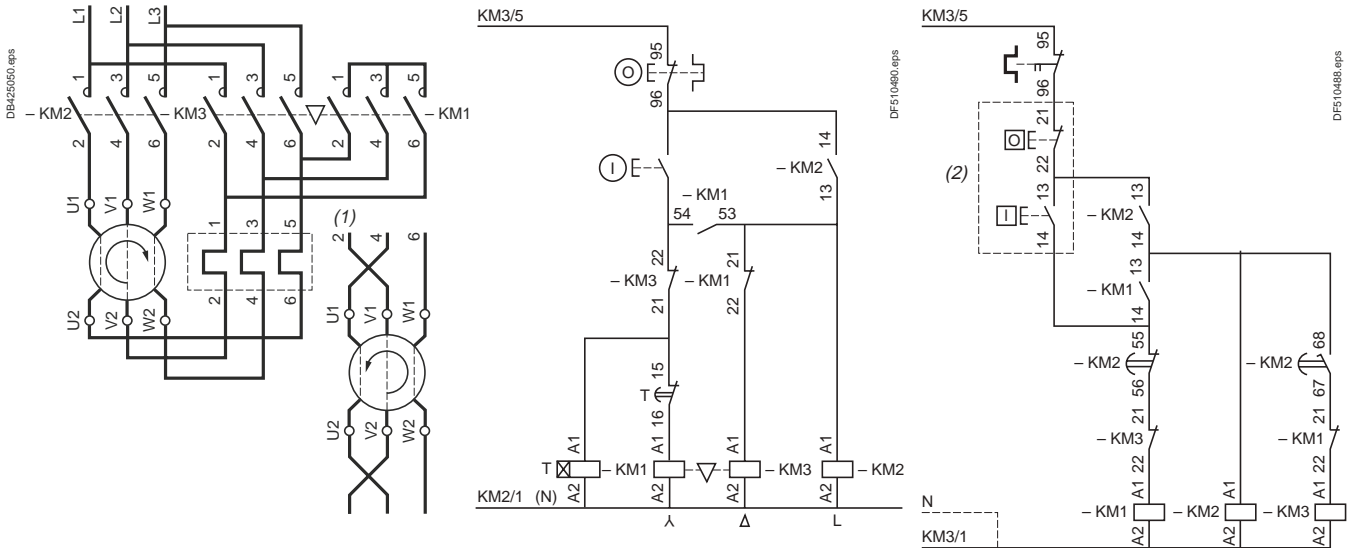 DB425050.eps
L1 L2 L3
1 3 5 1 3 5 1 3 5
– KM2 – KM3 – KM1
2 4 6 2 4 6 2 4 6
U1 V1 W1 1 3 5
2 4 6
U2 V2 W2
(1)
2 4 6
U1 V1 W1
U2 V2 W2
KM3/5
95
O
96
14
I
– KM2
13
– KM1
54 53
22 21
– KM3 – KM1
21 22
15
T
16
A1 A1 A1 A1
T – KM1 – KM3 – KM2
A2 A2 A2 A2
KM2/1 (N)
⅄ Δ L
DF510490.eps
KM3/5
95
96
21
O
22
(2)
13 13
I – KM2
14 14
13
– KM1
14
55 68
– KM2 – KM2
56 67
21 21
– KM3 – KM1
22 22
A1 A1 A1
– KM1 – KM2 – KM3
A2 A2 A2
N
KM3/1
DF510488.eps